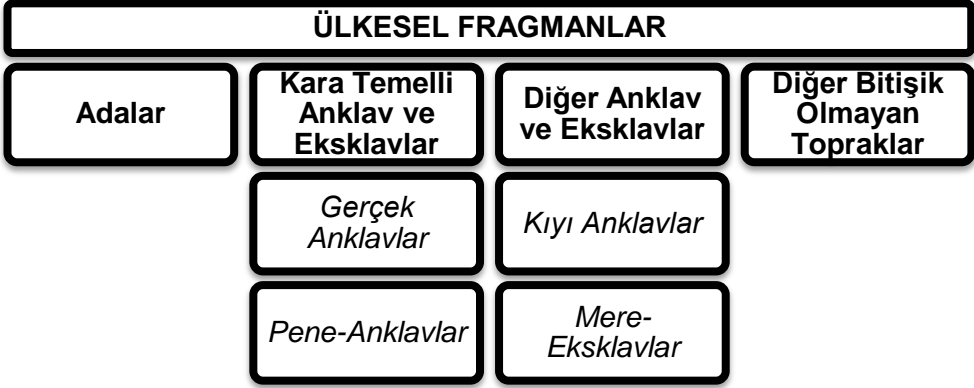 ÜLKESEL FRAGMANLAR
Adalar
Kara Temelli
Anklav ve
Eksklavlar
Diğer Anklav
ve Eksklavlar
Diğer Bitişik
Olmayan
Topraklar
Gerçek
Anklavlar
Kıyı Anklavlar
Pene-Anklavlar
Mere-
Eksklavlar